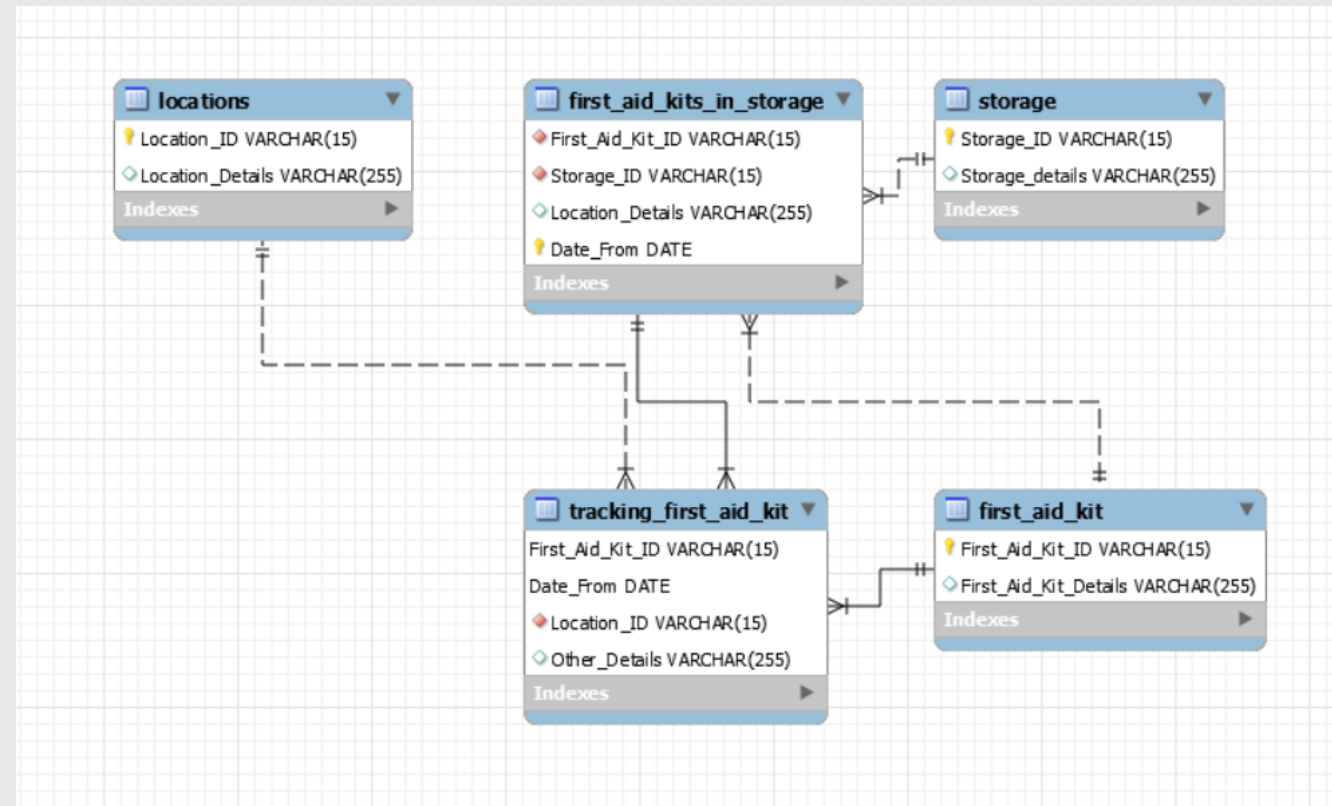 locations
Location_ID VARCHAR(15)
Location_Details VARCHAR(255)
Indexes
first_aid_kits_in_storage
First_Aid_Kit_ID VARCHAR(15)
Storage_ID VARCHAR(15)
Location_Details VARCHAR(255)
Date_From DATE
Indexes
storage
Storage_ID VARCHAR(15)
Storage_details VARCHAR(255)
Indexes
tracking_first_aid_kit
First_Aid_Kit_ID VARCHAR(15)
Date_From DATE
Location_ID VARCHAR(15)
Other_Details VARCHAR(255)
Indexes
first_aid_kit
First_Aid_Kit_ID VARCHAR(15)
First_Aid_Kit_Details VARCHAR(255)
Indexes